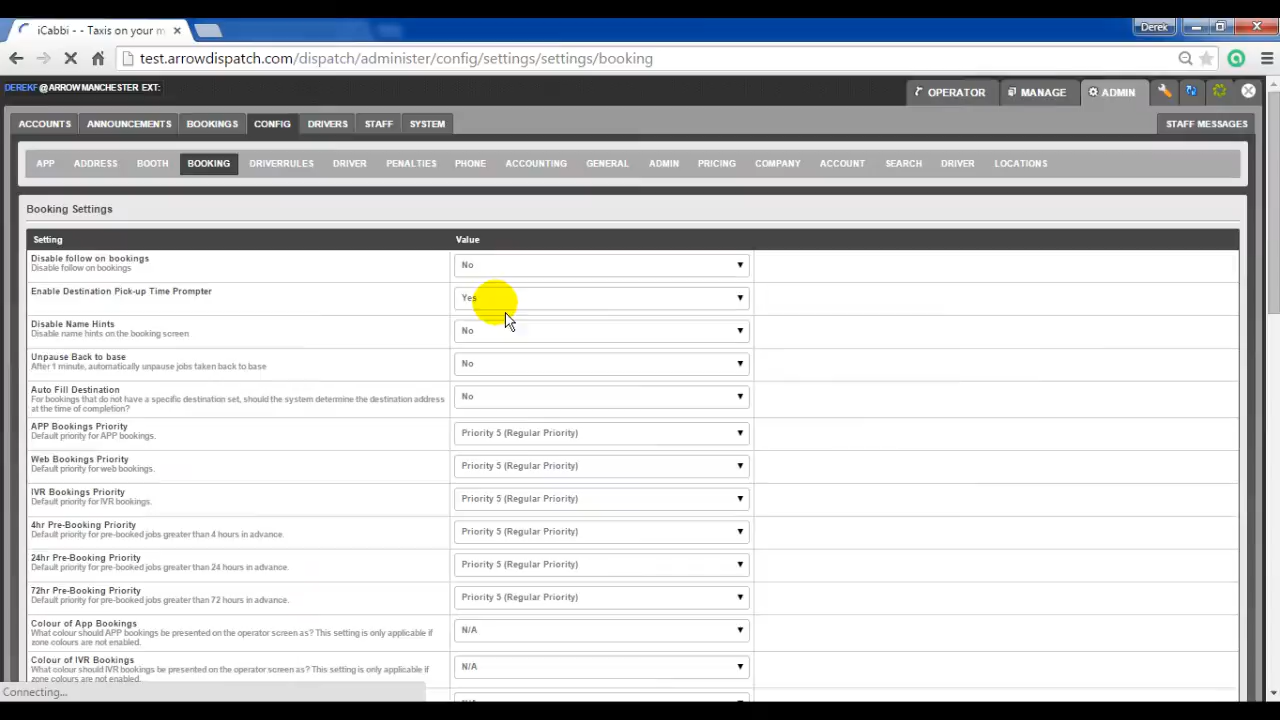 iCabbi - - Taxis on your m
Derek
test.arrowdispatch.com/dispatch/administer/config/settings/settings/booking
DEREKF@ARROWMANCHESTER EXT:
OPERATOR MANAGE ADMIN
ACCOUNTS ANNOUNCEMENTS BOOKINGS CONFIG DRIVERS STAFF SYSTEM STAFF MESSAGES
APP ADDRESS BOOTH BOOKING DRIVERRULES DRIVER PENALTIES PHONE ACCOUNTING GENERAL ADMIN PRICING COMPANY ACCOUNT SEARCH DRIVER LOCATIONS
Booking Settings
Setting Value
Disable follow on bookings
Disable follow on bookings
No
Enable Destination Pick-up Time Prompter
Yes
Disable Name Hints
Disable name hints on the booking screen
No
Unpause Back to base
After 1 minute, automatically unpause jobs taken back to base
No
Auto Fill Destination
For bookings that do not have a specific destination set, should the system determine the destination address
at the time of completion?
No
APP Bookings Priority
Default priority for APP bookings.
Priority 5 (Regular Priority)
Web Bookings Priority
Default priority for web bookings.
Priority 5 (Regular Priority)
IVR Bookings Priority
Default priority for IVR bookings.
Priority 5 (Regular Priority)
4hr Pre-Booking Priority
Default priority for pre-booked jobs greater than 4 hours in advance.
Priority 5 (Regular Priority)
24hr Pre-Booking Priority
Default priority for pre-booked jobs greater than 24 hours in advance.
Priority 5 (Regular Priority)
72hr Pre-Booking Priority
Default priority for pre-booked jobs greater than 72 hours in advance.
Priority 5 (Regular Priority)
Colour of App Bookings
What colour should APP bookings be presented on the operator screen as? This setting is only applicable if
zone colours are not enabled.
N/A
Colour of IVR Bookings
What colour should IVR bookings be presented on the operator screen as? This setting is only applicable if
zone colours are not enabled.
N/A
Connecting...